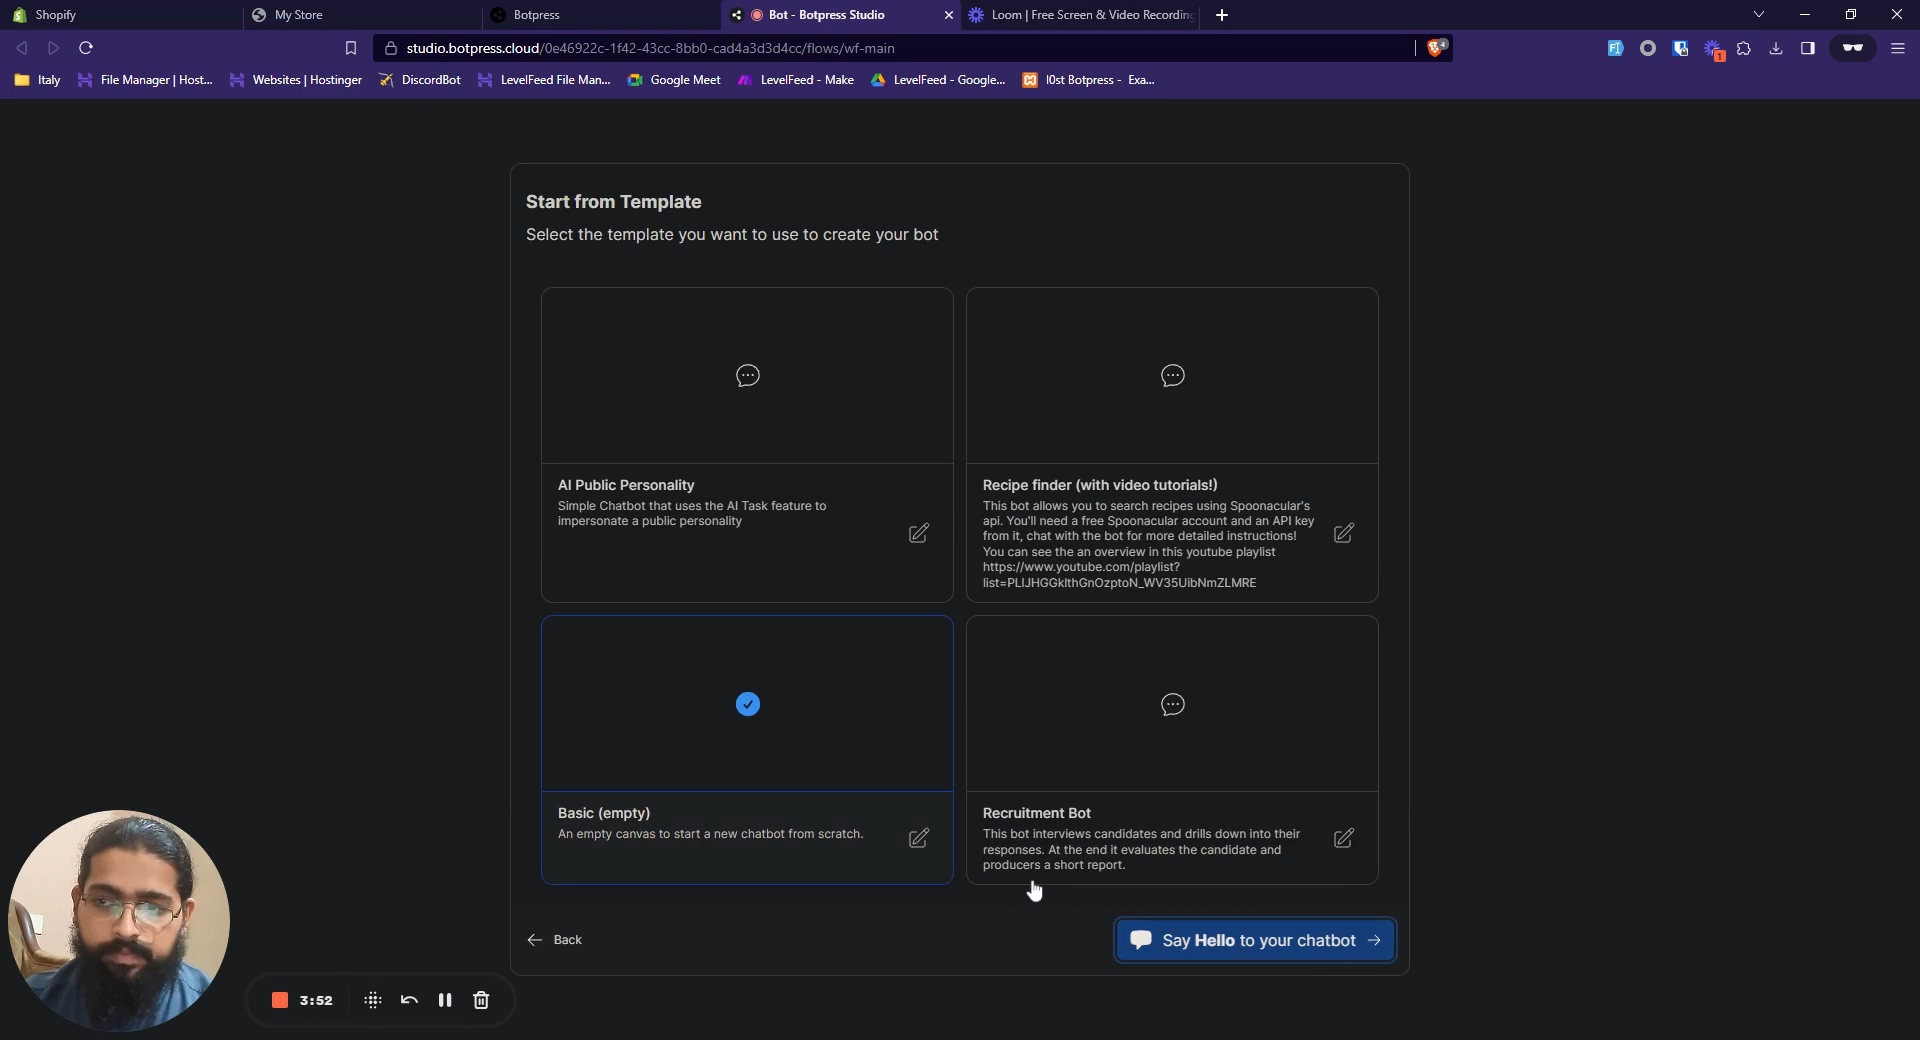 Shopify
My Store
Botpress
Bot - Botpress Studio
Loom | Free Screen & Video Recording
studio.botpress.cloud/0e46922c-1f42-43cc-8bb0-cad4a3d3d4cc/flows/wf-main
4
1
Italy
File Manager | Host...
Websites | Hostinger
DiscordBot
LevelFeed File Man...
Google Meet
LevelFeed - Make
LevelFeed - Google...
l0st Botpress - Exa...
Start from Template
Select the template you want to use to create your bot
AI Public Personality
Simple Chatbot that uses the AI Task feature to
impersonate a public personality
Recipe finder (with video tutorials!)
This bot allows you to search recipes using Spoonacular's
api. You'll need a free Spoonacular account and an API key
from it, chat with the bot for more detailed instructions!
You can see the an overview in this youtube playlist
https://www.youtube.com/playlist?
list=PLIJHGGkIthGnOzptoN_WV35UibNmZLMRE
Basic (empty)
An empty canvas to start a new chatbot from scratch.
Recruitment Bot
This bot interviews candidates and drills down into their
responses. At the end it evaluates the candidate and
producers a short report.
Back
Say Hello to your chatbot
3:52